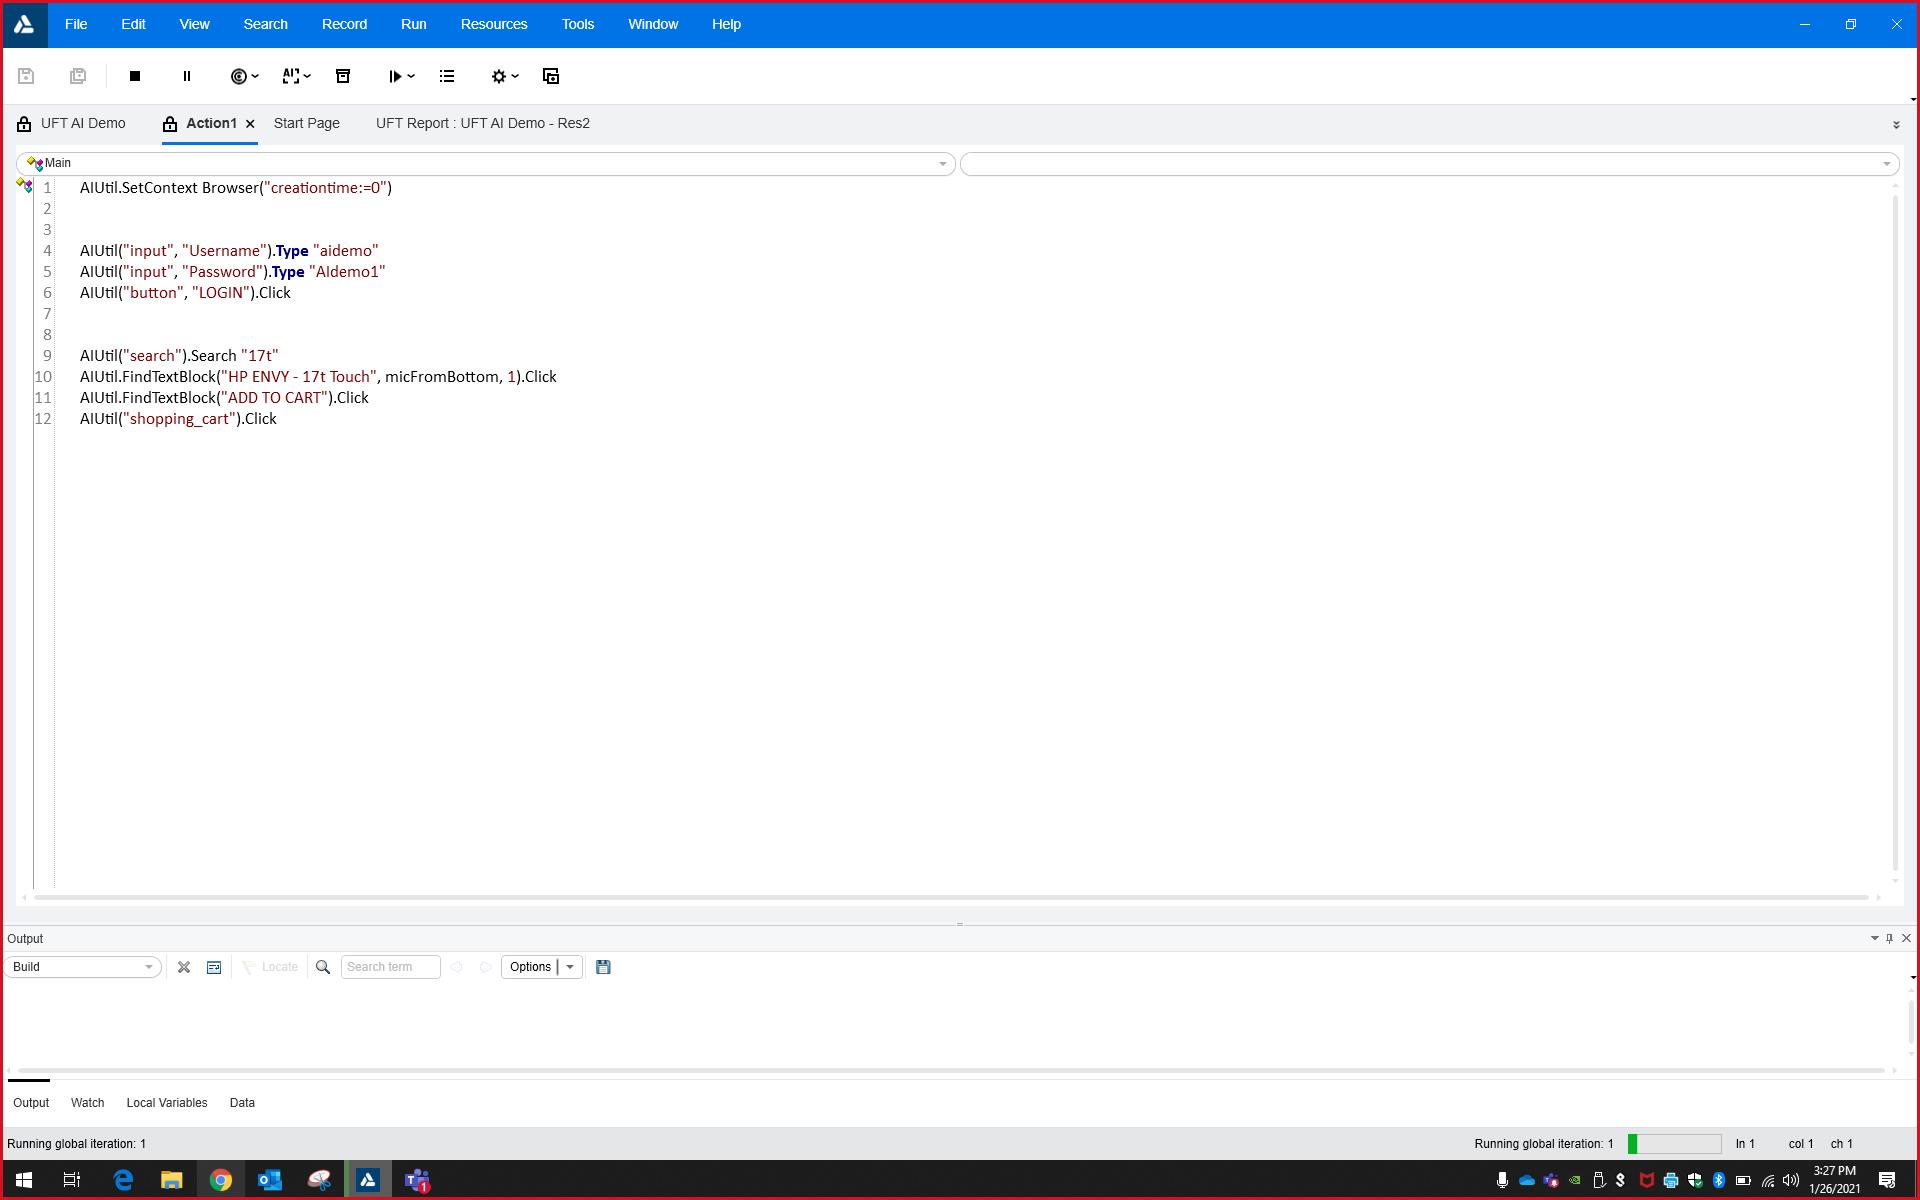 File Edit View Search Record Run Resources Tools Window Help
AI
UFT AI Demo Action1 Start Page UFT Report : UFT AI Demo - Res2
Main
1 AIUtil.SetContext Browser("creationtime:=0")
2
3
4 AIUtil("input", "Username").Type "aidemo"
5 AIUtil("input", "Password").Type "AIdemo1"
6 AIUtil("button", "LOGIN").Click
7
8
9 AIUtil("search").Search "17t"
10 AIUtil.FindTextBlock("HP ENVY - 17t Touch", micFromBottom, 1).Click
11 AIUtil.FindTextBlock("ADD TO CART").Click
12 AIUtil("shopping_cart").Click
Output
Build Locate Search term Options
Output Watch Local Variables Data
Running global iteration: 1 Running global iteration: 1 ln 1 col 1 ch 1
1
3:27 PM
1/26/2021